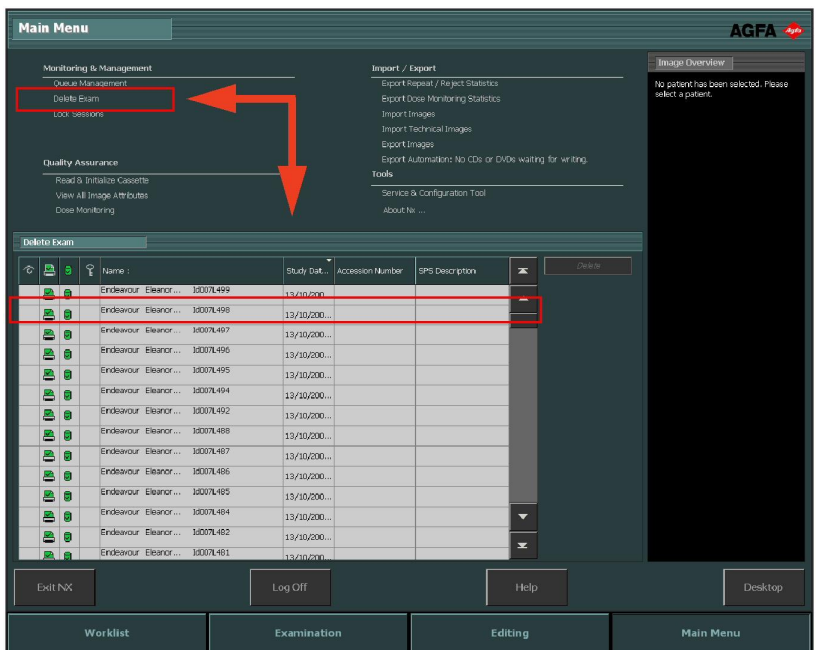 Main Menu
AGFA Agfa
Monitoring & Management
Queue Management
Delete Exam
Lock Sessions
Quality Assurance
Read & Initialize Cassette
View All Image Attributes
Dose Monitoring
Import / Export
Export Repeat / Reject Statistics
Export Dose Monitoring Statistics
Import Images
Import Technical Images
Export Images
Export Automation: No CDs or DVDs waiting for writing.
Tools
Service & Configuration Tool
About Nx ...
Image Overview
No patient has been selected. Please
select a patient.
Delete Exam
Name : Study Dat... Accession Number SPS Description
Delete
Endeavour Eleanor... Id007L499 13/10/200...
Endeavour Eleanor... Id007L498 13/10/200...
Endeavour Eleanor... Id007L497 13/10/200...
Endeavour Eleanor... Id007L496 13/10/200...
Endeavour Eleanor... Id007L495 13/10/200...
Endeavour Eleanor... Id007L494 13/10/200...
Endeavour Eleanor... Id007L492 13/10/200...
Endeavour Eleanor... Id007L488 13/10/200...
Endeavour Eleanor... Id007L487 13/10/200...
Endeavour Eleanor... Id007L486 13/10/200...
Endeavour Eleanor... Id007L485 13/10/200...
Endeavour Eleanor... Id007L484 13/10/200...
Endeavour Eleanor... Id007L482 13/10/200...
Endeavour Eleanor... Id007L481 13/10/200...
Exit NX
Log Off
Help
Desktop
Worklist
Examination
Editing
Main Menu